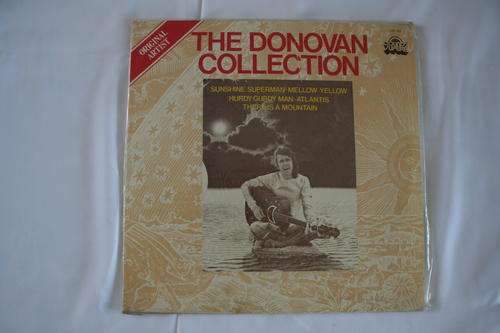 ORIGINAL
ARTIST
THE DONOVAN
COLLECTION
SUNSHINE SUPERMAN·MELLOW YELLOW
HURDY GURDY MAN·ATLANTIS
THERE IS A MOUNTAIN